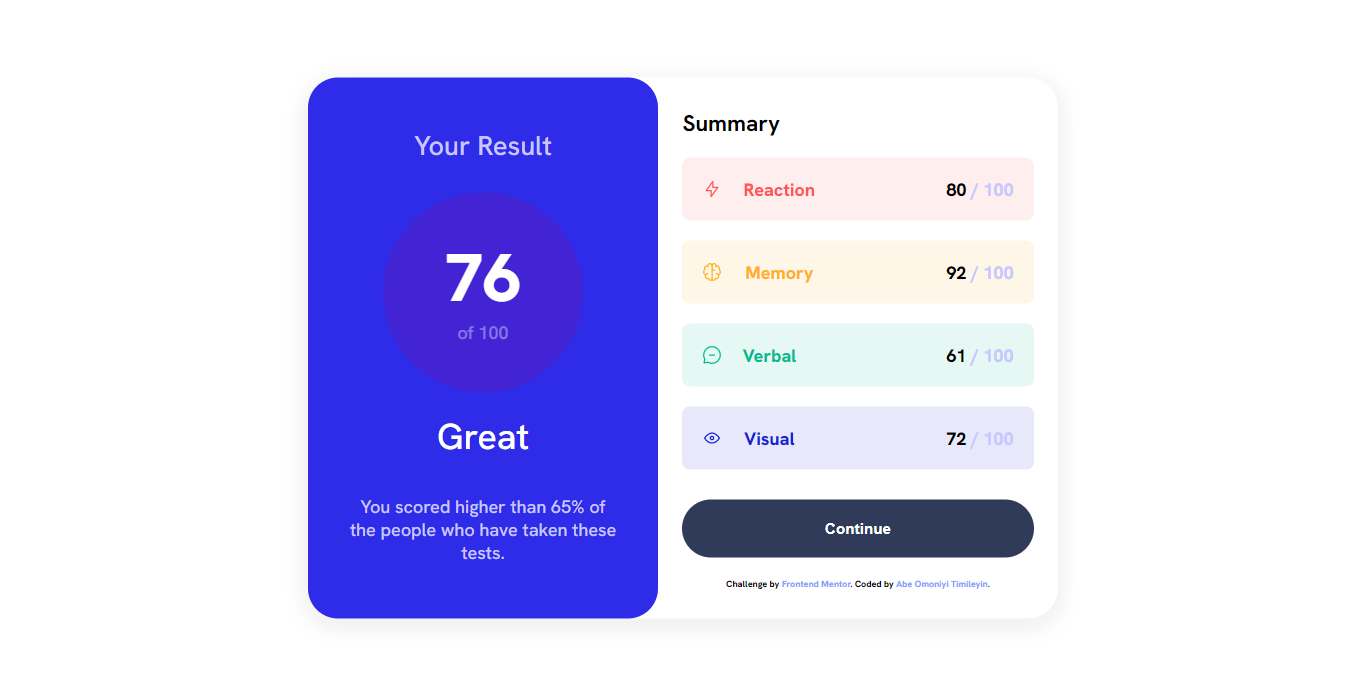 Your Result
76
of 100
Great
You scored higher than 65% of
the people who have taken these
tests.
Summary
Reaction 80 / 100
Memory 92 / 100
Verbal 61 / 100
Visual 72 / 100
Continue
Challenge by Frontend Mentor. Coded by Abe Omoniyi Timileyin.